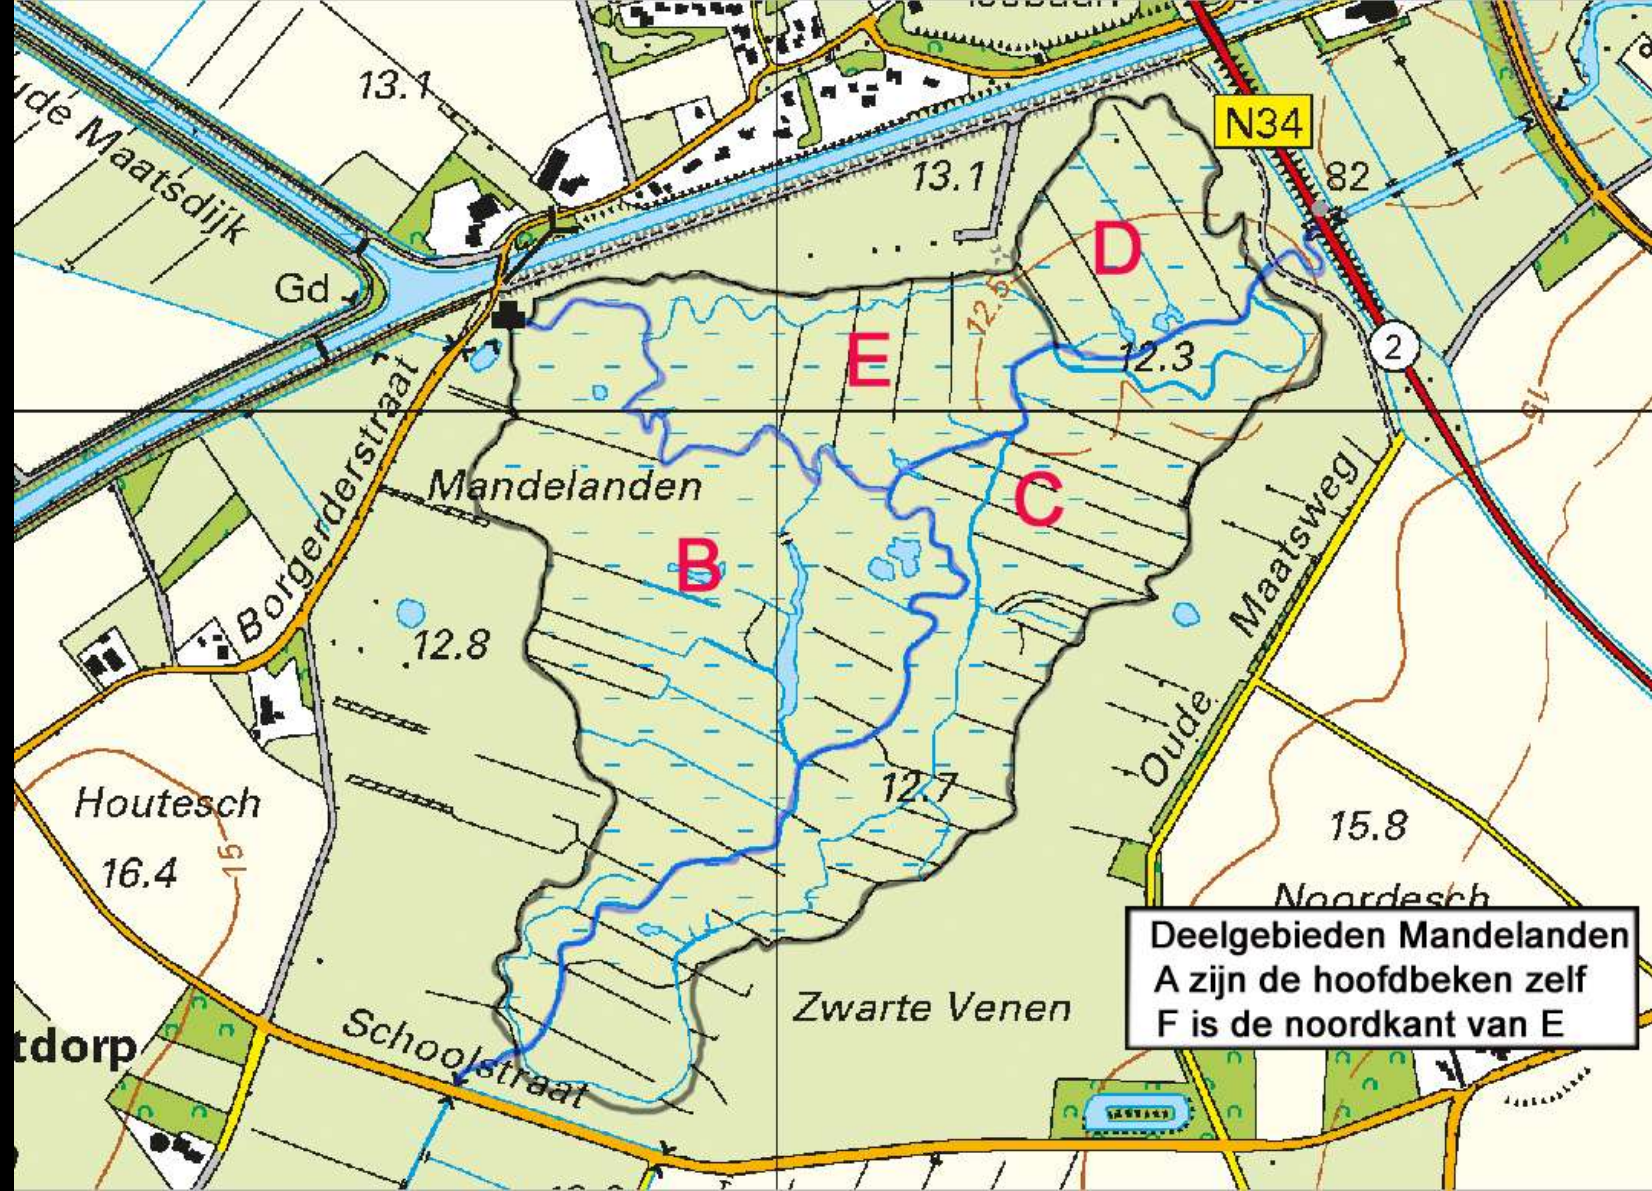 13.1
ude Maatsdijk
N34
13.1
82
D
Gd
12.5
E
12.3
2
15
Borgerderstraat
Mandelanden
C
Maatsweg
B
12.8
Oude
12.7
Houtesch
15.8
16.4
15
Noordesch
Deelgebieden Mandelanden
A zijn de hoofdbeken zelf
F is de noordkant van E
Zwarte Venen
Schoolstraat
tdorp